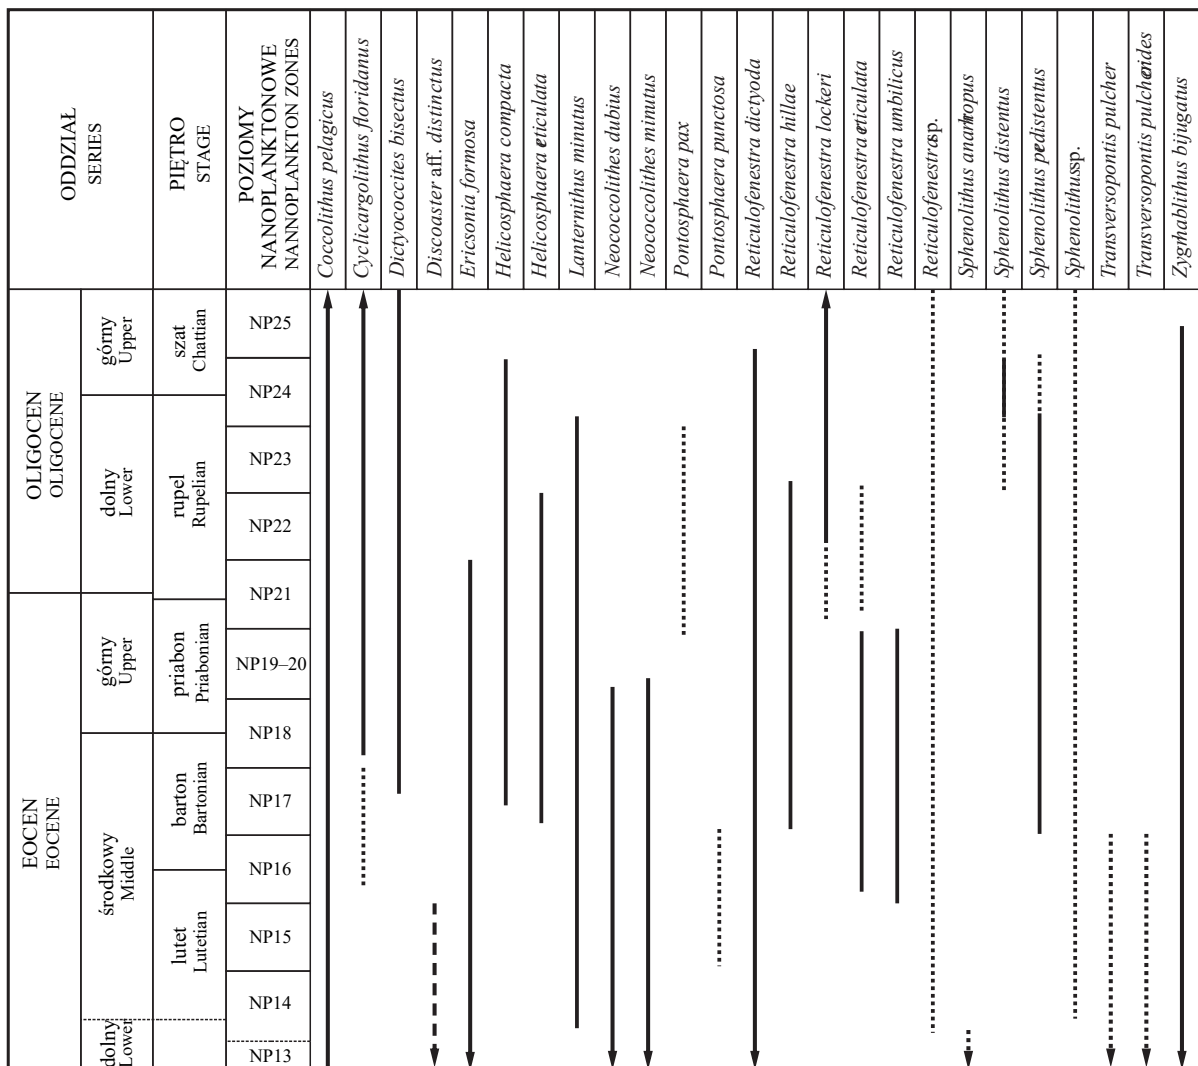 ODDZIAŁ
SERIES
PIĘTRO
STAGE
POZIOMY
NANOPLANKTONOWE
NANNOPLANKTON ZONES
Coccolithus pelagicus
Cyclicargolithus floridanus
Dictyococcites bisectus
Discoaster aff. distinctus
Ericsonia formosa
Helicosphaera compacta
Helicosphaera reticulata
Lanternithus minutus
Neococcolithes dubius
Neococcolithes minutus
Pontosphaera pax
Pontosphaera punctosa
Reticulofenestra dictyoda
Reticulofenestra hillae
Reticulofenestra lockeri
Reticulofenestra reticulata
Reticulofenestra umbilicus
Reticulofenestra sp.
Sphenolithus anarrhopus
Sphenolithus distentus
Sphenolithus predistentus
Sphenolithus sp.
Transversopontis pulcher
Transversopontis pulcheroides
Zygrhablithus bijugatus
OLIGOCEN
OLIGOCENE
górny
Upper
szat
Chattian
NP25
NP24
dolny
Lower
rupel
Rupelian
NP23
NP22
NP21
EOCEN
EOCENE
górny
Upper
priabon
Priabonian
NP19–20
NP18
środkowy
Middle
barton
Bartonian
NP17
NP16
lutet
Lutetian
NP15
NP14
dolny
Lower
NP13